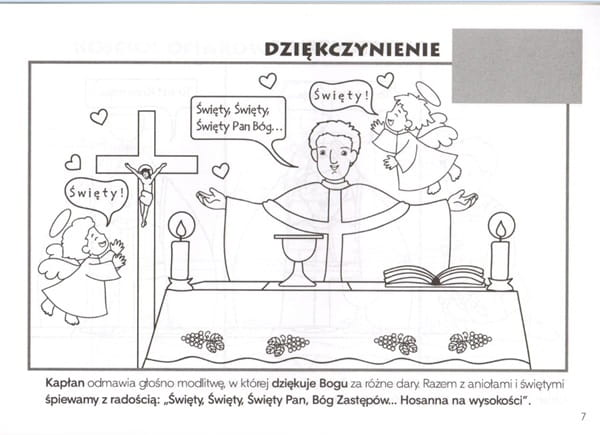 DZIĘKCZYNIENIE
Święty!
Święty, Święty,
Święty Pan Bóg...
Święty!
Kapłan odmawia głośno modlitwę, w której dziękuje Bogu za różne dary. Razem z aniołami i świętymi
śpiewamy z radością: „Święty, Święty, Święty Pan, Bóg Zastępów... Hosanna na wysokości”.
7